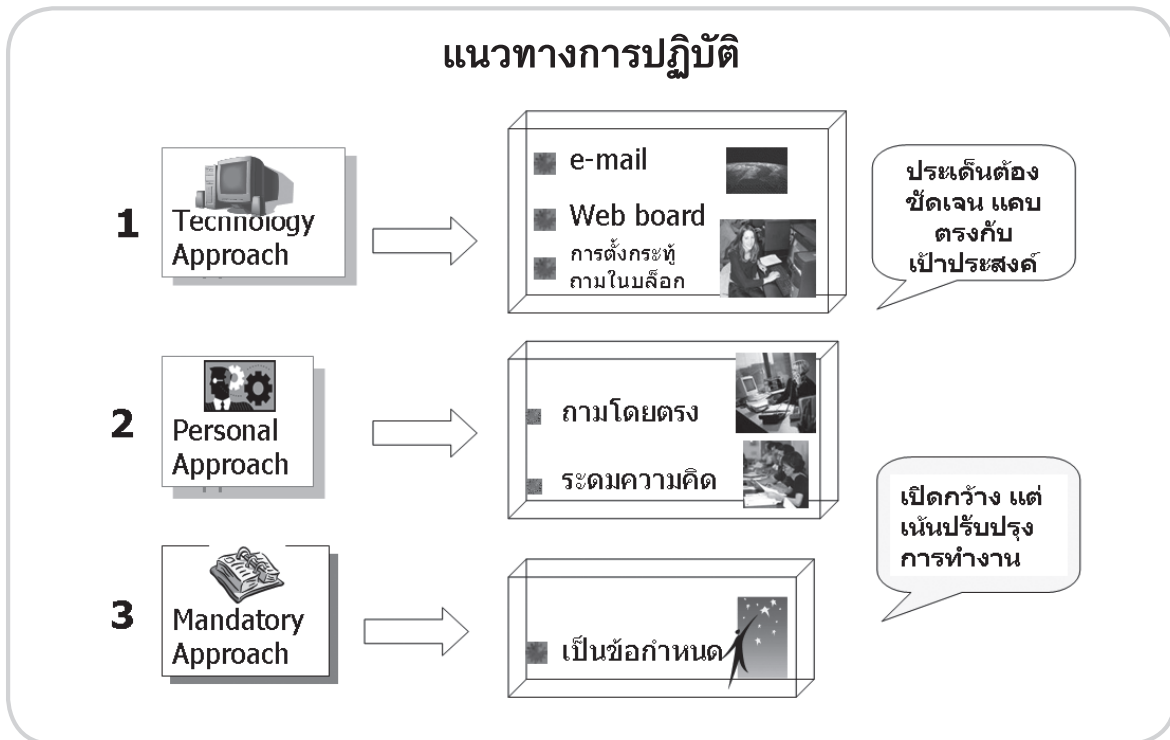 แนวทางการปฏิบัติ
1
Technology
Approach
e-mail
Web board
การตั้งกระทู้
ถามในบล็อก
ประเด็นต้อง
ชัดเจน แคบ
ตรงกับ
เป้าประสงค์
2
Personal
Approach
ถามโดยตรง
ระดมความคิด
เปิดกว้าง แต่
เน้นปรับปรุง
การทำงาน
3
Mandatory
Approach
เป็นข้อกำหนด